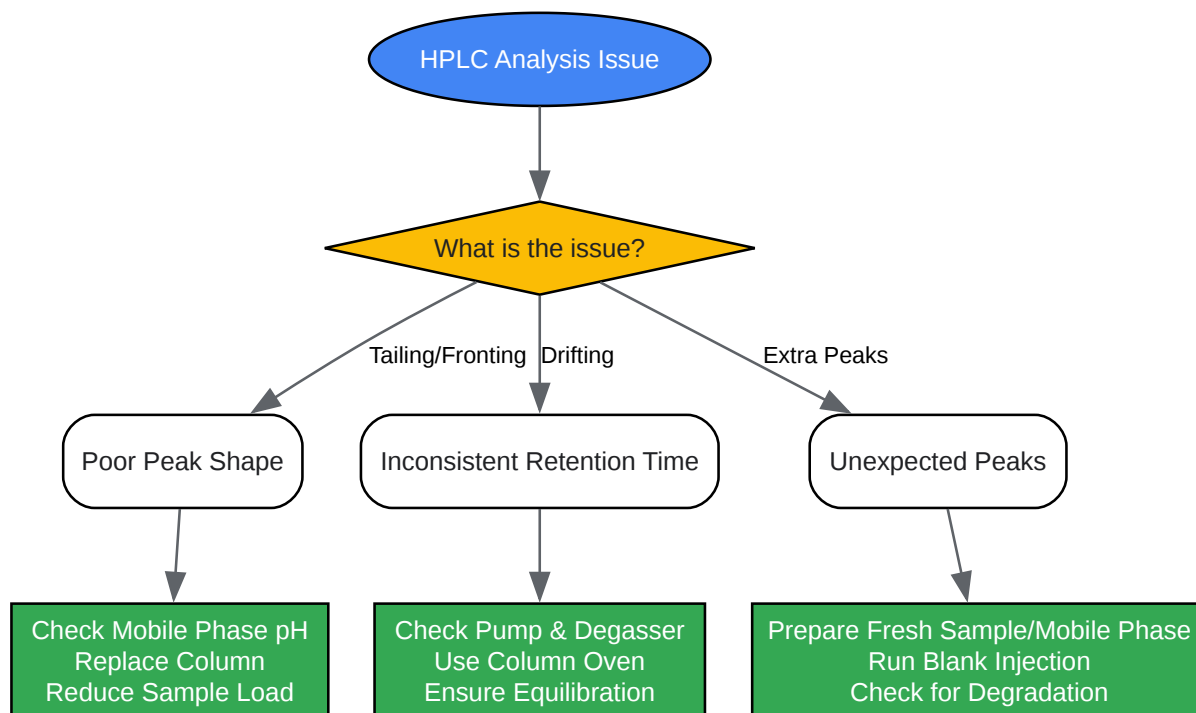 HPLC Analysis Issue
What is the issue?
Tailing/Fronting
Drifting
Extra Peaks
Poor Peak Shape
Inconsistent Retention Time
Unexpected Peaks
Check Mobile Phase pH
Replace Column
Reduce Sample Load
Check Pump & Degasser
Use Column Oven
Ensure Equilibration
Prepare Fresh Sample/Mobile Phase
Run Blank Injection
Check for Degradation